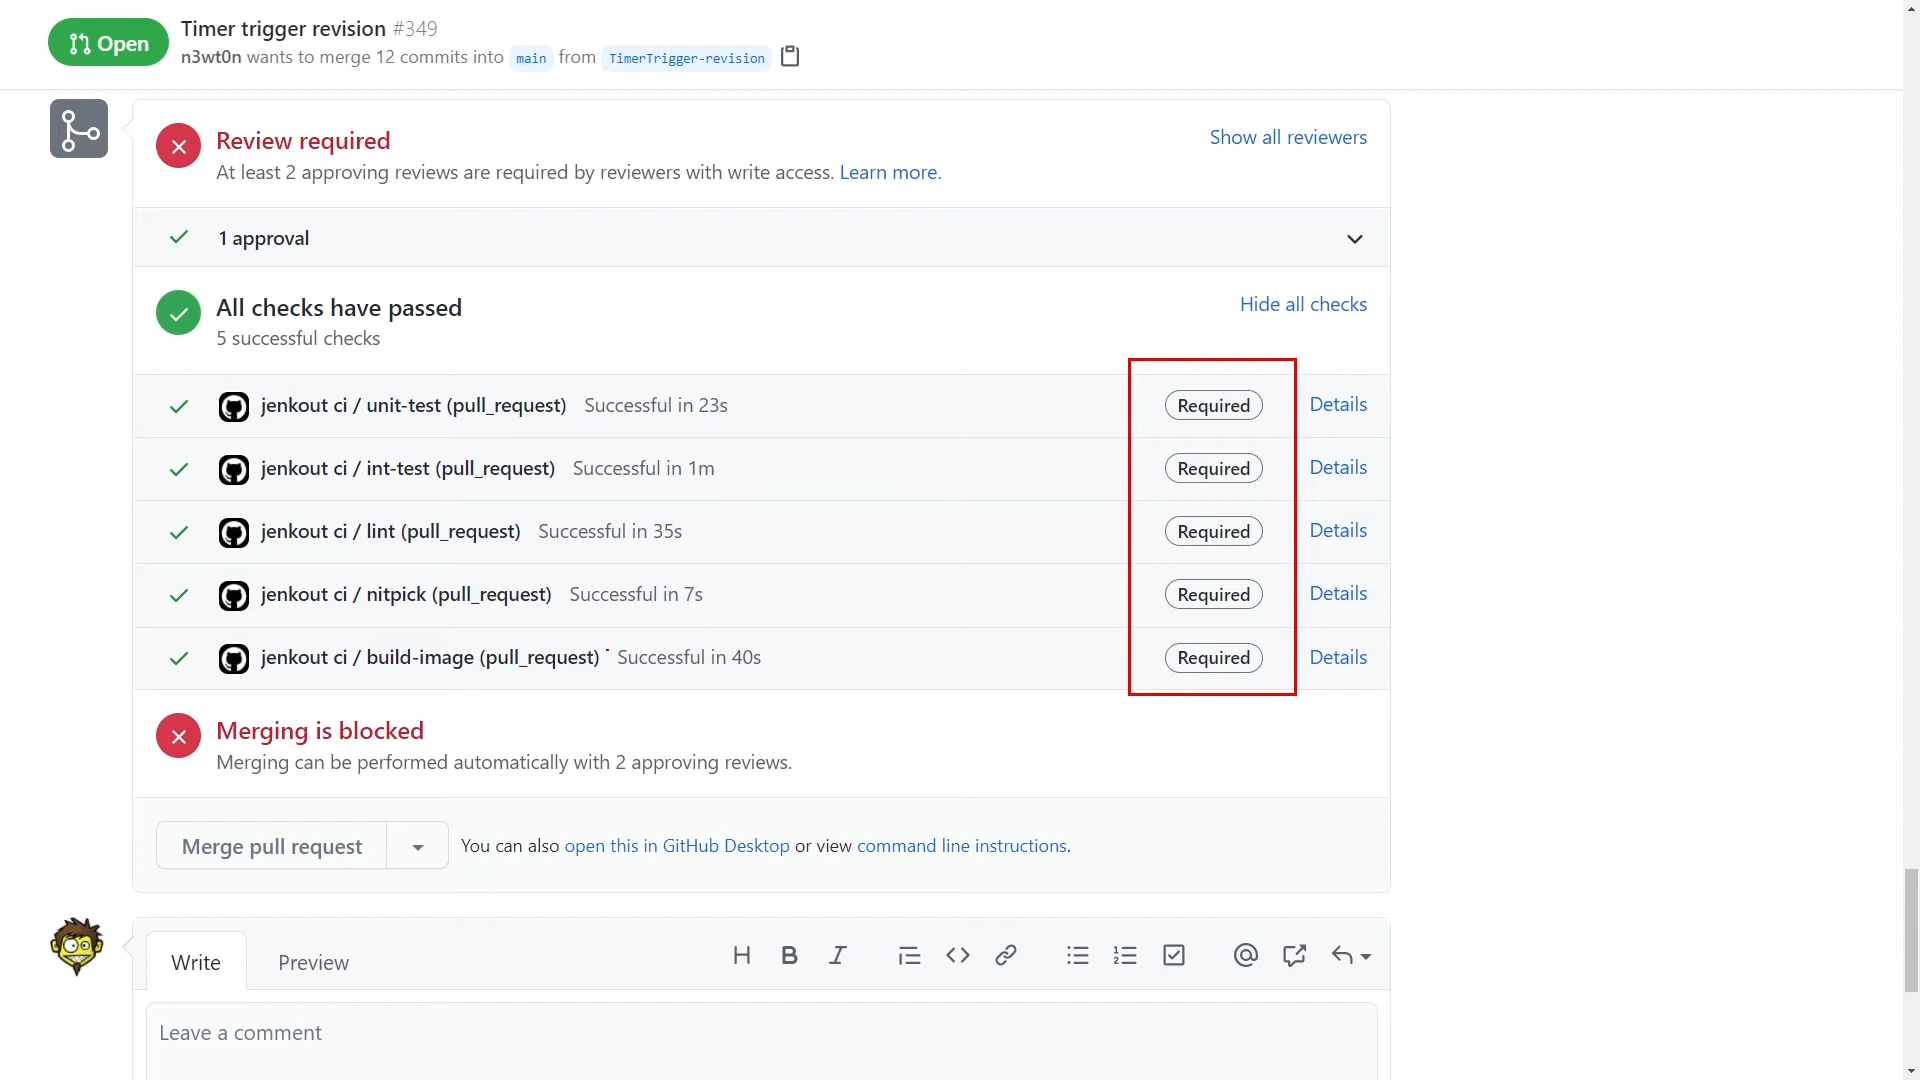 Open
Timer trigger revision #349
n3wt0n wants to merge 12 commits into main from TimerTrigger-revision
Review required
Show all reviewers
At least 2 approving reviews are required by reviewers with write access. Learn more.
1 approval
All checks have passed
Hide all checks
5 successful checks
jenkout ci / unit-test (pull_request) Successful in 23s Required Details
jenkout ci / int-test (pull_request) Successful in 1m Required Details
jenkout ci / lint (pull_request) Successful in 35s Required Details
jenkout ci / nitpick (pull_request) Successful in 7s Required Details
jenkout ci / build-image (pull_request) Successful in 40s Required Details
Merging is blocked
Merging can be performed automatically with 2 approving reviews.
Merge pull request
You can also open this in GitHub Desktop or view command line instructions.
Write Preview
Leave a comment